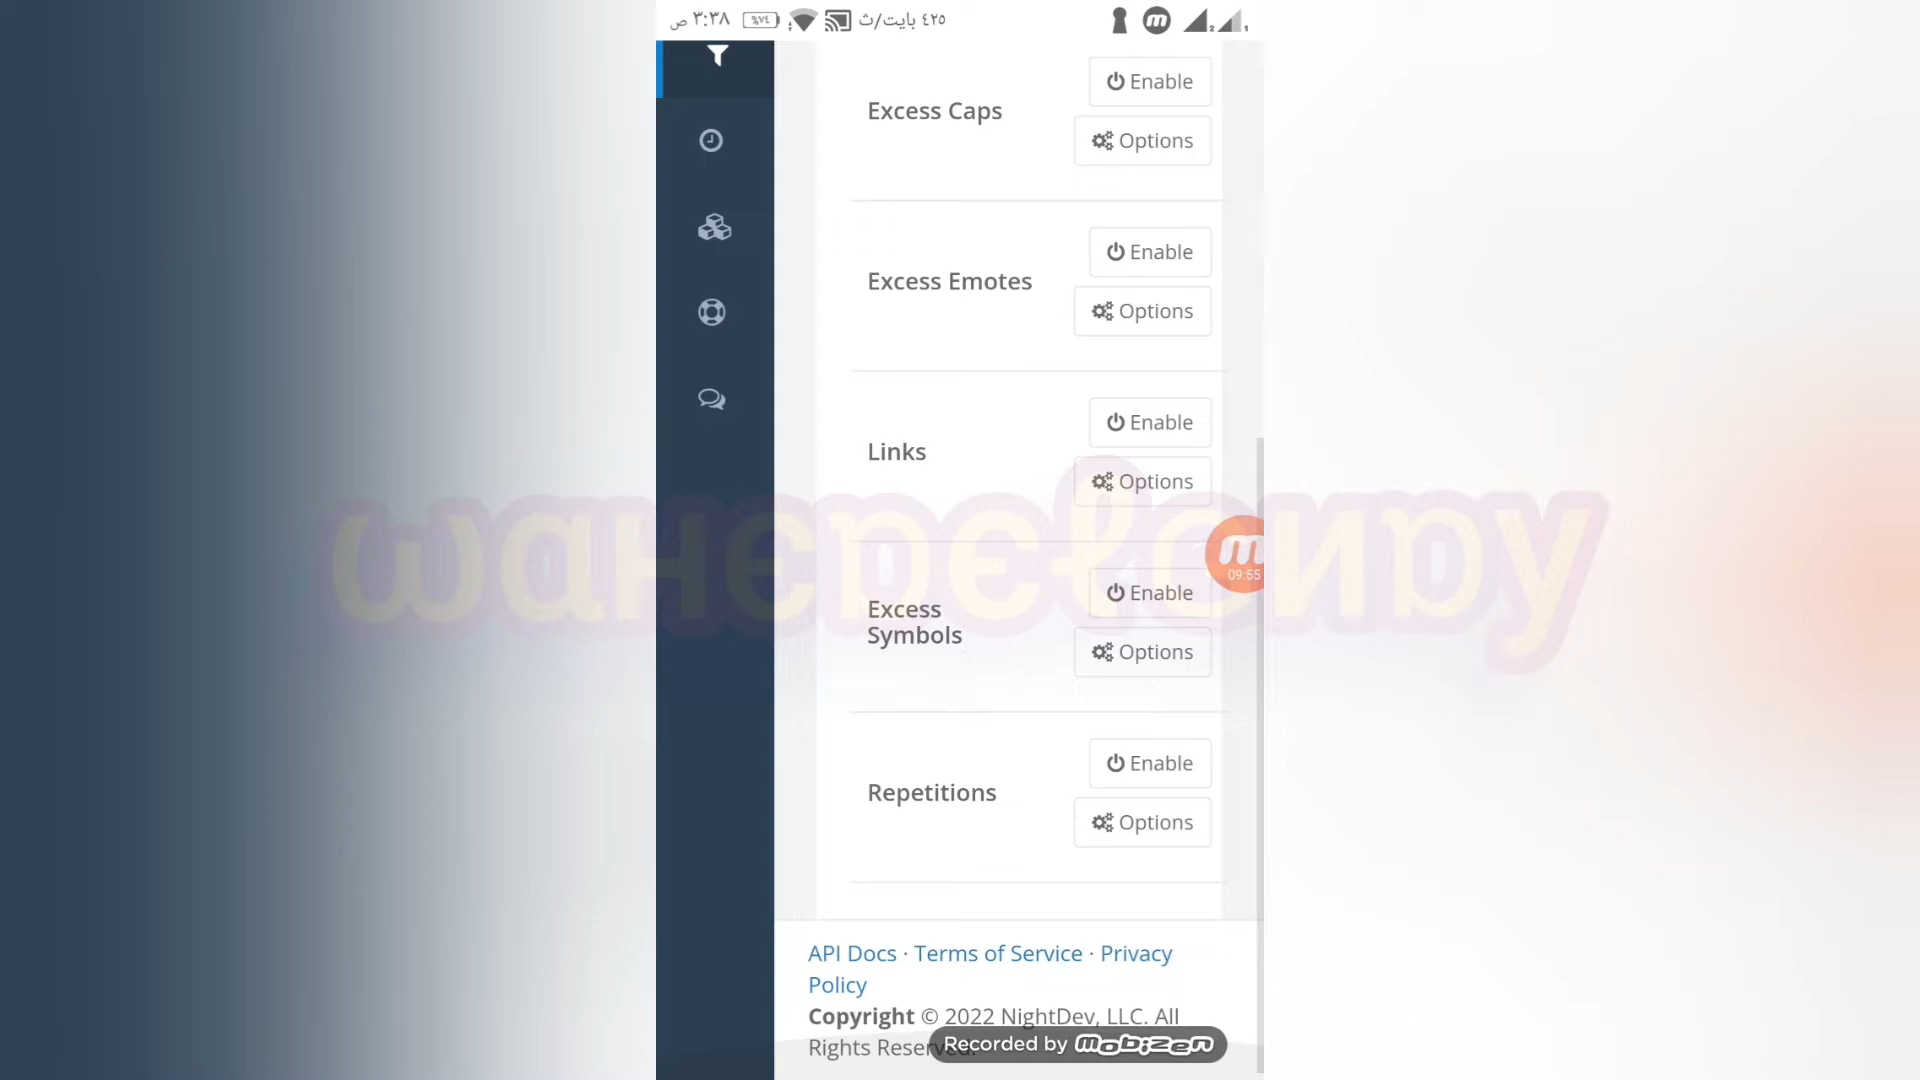 ٣:٣٨ ص ٧٤% ٤٢٥ بايت/ث
Enable
Excess Caps
Options
Enable
Excess Emotes
Options
Enable
Links
Options
Enable
Excess Symbols
Options
09:55
Enable
Repetitions
Options
API Docs · Terms of Service · Privacy
Policy
Copyright © 2022 NightDev, LLC. All
Rights Reserved.
Recorded by mobizen